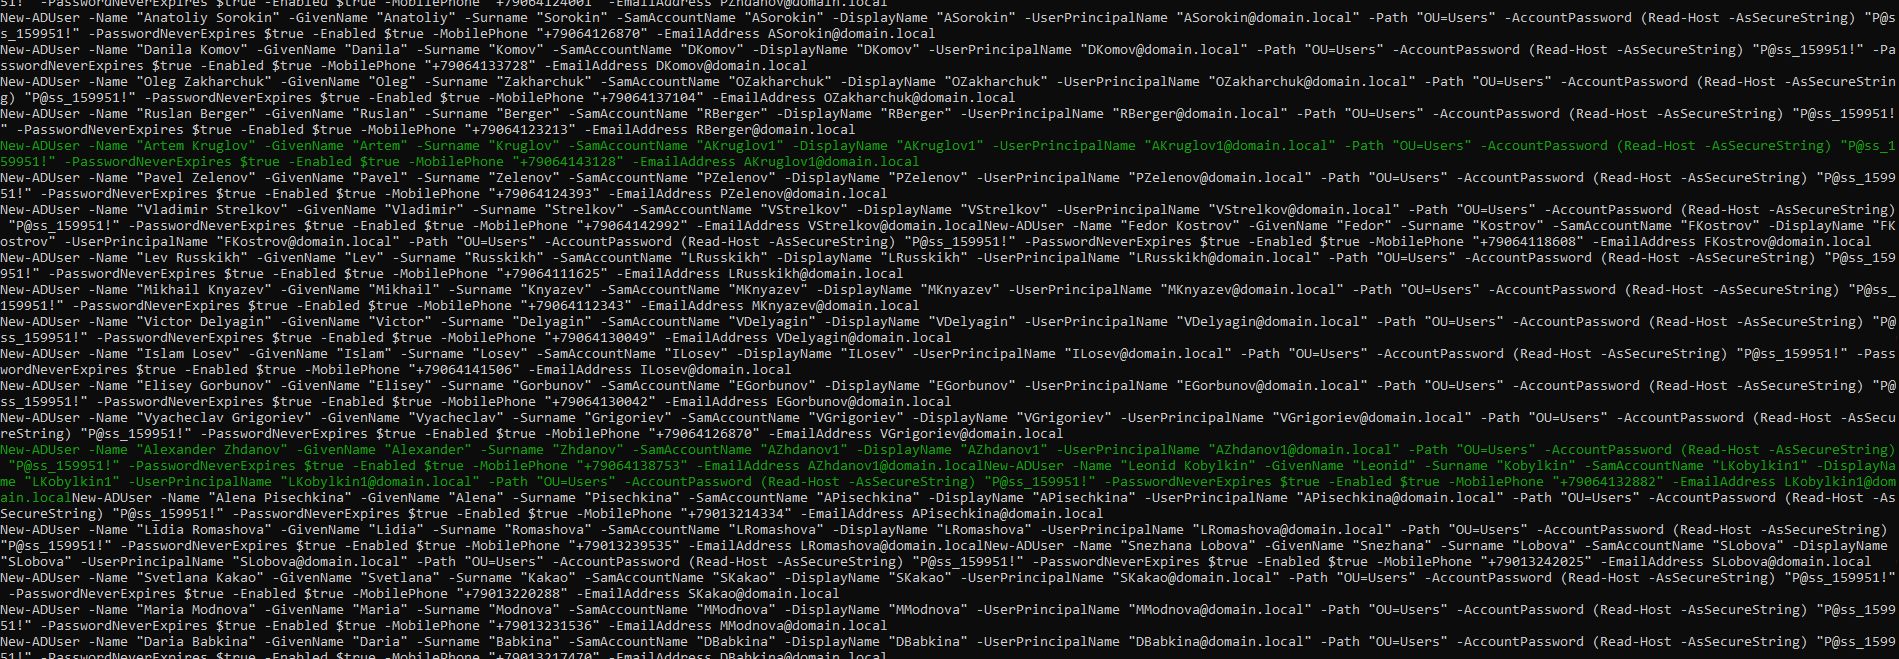 51!" -PasswordNeverExpires $true -Enabled $true -MobilePhone "+79064124001" -EmailAddress PZhdanov@domain.local
New-ADUser -Name "Anatoliy Sorokin" -GivenName "Anatoliy" -Surname "Sorokin" -SamAccountName "ASorokin" -DisplayName "ASorokin" -UserPrincipalName "ASorokin@domain.local" -Path "OU=Users" -AccountPassword (Read-Host -AsSecureString) "P@s
s_159951!" -PasswordNeverExpires $true -Enabled $true -MobilePhone "+79064126870" -EmailAddress ASorokin@domain.local
New-ADUser -Name "Danila Komov" -GivenName "Danila" -Surname "Komov" -SamAccountName "DKomov" -DisplayName "DKomov" -UserPrincipalName "DKomov@domain.local" -Path "OU=Users" -AccountPassword (Read-Host -AsSecureString) "P@ss_159951!" -Pa
sswordNeverExpires $true -Enabled $true -MobilePhone "+79064133728" -EmailAddress DKomov@domain.local
New-ADUser -Name "Oleg Zakharchuk" -GivenName "Oleg" -Surname "Zakharchuk" -SamAccountName "OZakharchuk" -DisplayName "OZakharchuk" -UserPrincipalName "OZakharchuk@domain.local" -Path "OU=Users" -AccountPassword (Read-Host -AsSecureStrin
g) "P@ss_159951!" -PasswordNeverExpires $true -Enabled $true -MobilePhone "+79064137104" -EmailAddress OZakharchuk@domain.local
New-ADUser -Name "Ruslan Berger" -GivenName "Ruslan" -Surname "Berger" -SamAccountName "RBerger" -DisplayName "RBerger" -UserPrincipalName "RBerger@domain.local" -Path "OU=Users" -AccountPassword (Read-Host -AsSecureString) "P@ss_159951!
" -PasswordNeverExpires $true -Enabled $true -MobilePhone "+79064123213" -EmailAddress RBerger@domain.local
New-ADUser -Name "Artem Kruglov" -GivenName "Artem" -Surname "Kruglov" -SamAccountName "AKruglov1" -DisplayName "AKruglov1" -UserPrincipalName "AKruglov1@domain.local" -Path "OU=Users" -AccountPassword (Read-Host -AsSecureString) "P@ss_1
59951!" -PasswordNeverExpires $true -Enabled $true -MobilePhone "+79064143128" -EmailAddress AKruglov1@domain.local
New-ADUser -Name "Pavel Zelenov" -GivenName "Pavel" -Surname "Zelenov" -SamAccountName "PZelenov" -DisplayName "PZelenov" -UserPrincipalName "PZelenov@domain.local" -Path "OU=Users" -AccountPassword (Read-Host -AsSecureString) "P@ss_1599
51!" -PasswordNeverExpires $true -Enabled $true -MobilePhone "+79064124393" -EmailAddress PZelenov@domain.local
New-ADUser -Name "Vladimir Strelkov" -GivenName "Vladimir" -Surname "Strelkov" -SamAccountName "VStrelkov" -DisplayName "VStrelkov" -UserPrincipalName "VStrelkov@domain.local" -Path "OU=Users" -AccountPassword (Read-Host -AsSecureString)
"P@ss_159951!" -PasswordNeverExpires $true -Enabled $true -MobilePhone "+79064142992" -EmailAddress VStrelkov@domain.localNew-ADUser -Name "Fedor Kostrov" -GivenName "Fedor" -Surname "Kostrov" -SamAccountName "FKostrov" -DisplayName "FK
ostrov" -UserPrincipalName "FKostrov@domain.local" -Path "OU=Users" -AccountPassword (Read-Host -AsSecureString) "P@ss_159951!" -PasswordNeverExpires $true -Enabled $true -MobilePhone "+79064118608" -EmailAddress FKostrov@domain.local
New-ADUser -Name "Lev Russkikh" -GivenName "Lev" -Surname "Russkikh" -SamAccountName "LRusskikh" -DisplayName "LRusskikh" -UserPrincipalName "LRusskikh@domain.local" -Path "OU=Users" -AccountPassword (Read-Host -AsSecureString) "P@ss_159
951!" -PasswordNeverExpires $true -Enabled $true -MobilePhone "+79064111625" -EmailAddress LRusskikh@domain.local
New-ADUser -Name "Mikhail Knyazev" -GivenName "Mikhail" -Surname "Knyazev" -SamAccountName "MKnyazev" -DisplayName "MKnyazev" -UserPrincipalName "MKnyazev@domain.local" -Path "OU=Users" -AccountPassword (Read-Host -AsSecureString) "P@ss_
159951!" -PasswordNeverExpires $true -Enabled $true -MobilePhone "+79064112343" -EmailAddress MKnyazev@domain.local
New-ADUser -Name "Victor Delyagin" -GivenName "Victor" -Surname "Delyagin" -SamAccountName "VDelyagin" -DisplayName "VDelyagin" -UserPrincipalName "VDelyagin@domain.local" -Path "OU=Users" -AccountPassword (Read-Host -AsSecureString) "P@
ss_159951!" -PasswordNeverExpires $true -Enabled $true -MobilePhone "+79064130049" -EmailAddress VDelyagin@domain.local
New-ADUser -Name "Islam Losev" -GivenName "Islam" -Surname "Losev" -SamAccountName "ILosev" -DisplayName "ILosev" -UserPrincipalName "ILosev@domain.local" -Path "OU=Users" -AccountPassword (Read-Host -AsSecureString) "P@ss_159951!" -Pass
wordNeverExpires $true -Enabled $true -MobilePhone "+79064141506" -EmailAddress ILosev@domain.local
New-ADUser -Name "Elisey Gorbunov" -GivenName "Elisey" -Surname "Gorbunov" -SamAccountName "EGorbunov" -DisplayName "EGorbunov" -UserPrincipalName "EGorbunov@domain.local" -Path "OU=Users" -AccountPassword (Read-Host -AsSecureString) "P@
ss_159951!" -PasswordNeverExpires $true -Enabled $true -MobilePhone "+79064130042" -EmailAddress EGorbunov@domain.local
New-ADUser -Name "Vyacheclav Grigoriev" -GivenName "Vyacheclav" -Surname "Grigoriev" -SamAccountName "VGrigoriev" -DisplayName "VGrigoriev" -UserPrincipalName "VGrigoriev@domain.local" -Path "OU=Users" -AccountPassword (Read-Host -AsSecu
reString) "P@ss_159951!" -PasswordNeverExpires $true -Enabled $true -MobilePhone "+79064126870" -EmailAddress VGrigoriev@domain.local
New-ADUser -Name "Alexander Zhdanov" -GivenName "Alexander" -Surname "Zhdanov" -SamAccountName "AZhdanov1" -DisplayName "AZhdanov1" -UserPrincipalName "AZhdanov1@domain.local" -Path "OU=Users" -AccountPassword (Read-Host -AsSecureString)
"P@ss_159951!" -PasswordNeverExpires $true -Enabled $true -MobilePhone "+79064138753" -EmailAddress AZhdanov1@domain.localNew-ADUser -Name "Leonid Kobylkin" -GivenName "Leonid" -Surname "Kobylkin" -SamAccountName "LKobylkin1" -DisplayNa
me "LKobylkin1" -UserPrincipalName "LKobylkin1@domain.local" -Path "OU=Users" -AccountPassword (Read-Host -AsSecureString) "P@ss_159951!" -PasswordNeverExpires $true -Enabled $true -MobilePhone "+79064132882" -EmailAddress LKobylkin1@dom
ain.localNew-ADUser -Name "Alena Pisechkina" -GivenName "Alena" -Surname "Pisechkina" -SamAccountName "APisechkina" -DisplayName "APisechkina" -UserPrincipalName "APisechkina@domain.local" -Path "OU=Users" -AccountPassword (Read-Host -As
SecureString) "P@ss_159951!" -PasswordNeverExpires $true -Enabled $true -MobilePhone "+79013214334" -EmailAddress APisechkina@domain.local
New-ADUser -Name "Lidia Romashova" -GivenName "Lidia" -Surname "Romashova" -SamAccountName "LRomashova" -DisplayName "LRomashova" -UserPrincipalName "LRomashova@domain.local" -Path "OU=Users" -AccountPassword (Read-Host -AsSecureString)
"P@ss_159951!" -PasswordNeverExpires $true -Enabled $true -MobilePhone "+79013239535" -EmailAddress LRomashova@domain.localNew-ADUser -Name "Snezhana Lobova" -GivenName "Snezhana" -Surname "Lobova" -SamAccountName "SLobova" -DisplayName
"SLobova" -UserPrincipalName "SLobova@domain.local" -Path "OU=Users" -AccountPassword (Read-Host -AsSecureString) "P@ss_159951!" -PasswordNeverExpires $true -Enabled $true -MobilePhone "+79013242025" -EmailAddress SLobova@domain.local
New-ADUser -Name "Svetlana Kakao" -GivenName "Svetlana" -Surname "Kakao" -SamAccountName "SKakao" -DisplayName "SKakao" -UserPrincipalName "SKakao@domain.local" -Path "OU=Users" -AccountPassword (Read-Host -AsSecureString) "P@ss_159951!"
-PasswordNeverExpires $true -Enabled $true -MobilePhone "+79013220288" -EmailAddress SKakao@domain.local
New-ADUser -Name "Maria Modnova" -GivenName "Maria" -Surname "Modnova" -SamAccountName "MModnova" -DisplayName "MModnova" -UserPrincipalName "MModnova@domain.local" -Path "OU=Users" -AccountPassword (Read-Host -AsSecureString) "P@ss_1599
51!" -PasswordNeverExpires $true -Enabled $true -MobilePhone "+79013231536" -EmailAddress MModnova@domain.local
New-ADUser -Name "Daria Babkina" -GivenName "Daria" -Surname "Babkina" -SamAccountName "DBabkina" -DisplayName "DBabkina" -UserPrincipalName "DBabkina@domain.local" -Path "OU=Users" -AccountPassword (Read-Host -AsSecureString) "P@ss_1599
51!" -PasswordNeverExpires $true -Enabled $true -MobilePhone "+79013217470" -EmailAddress DBabkina@domain.local